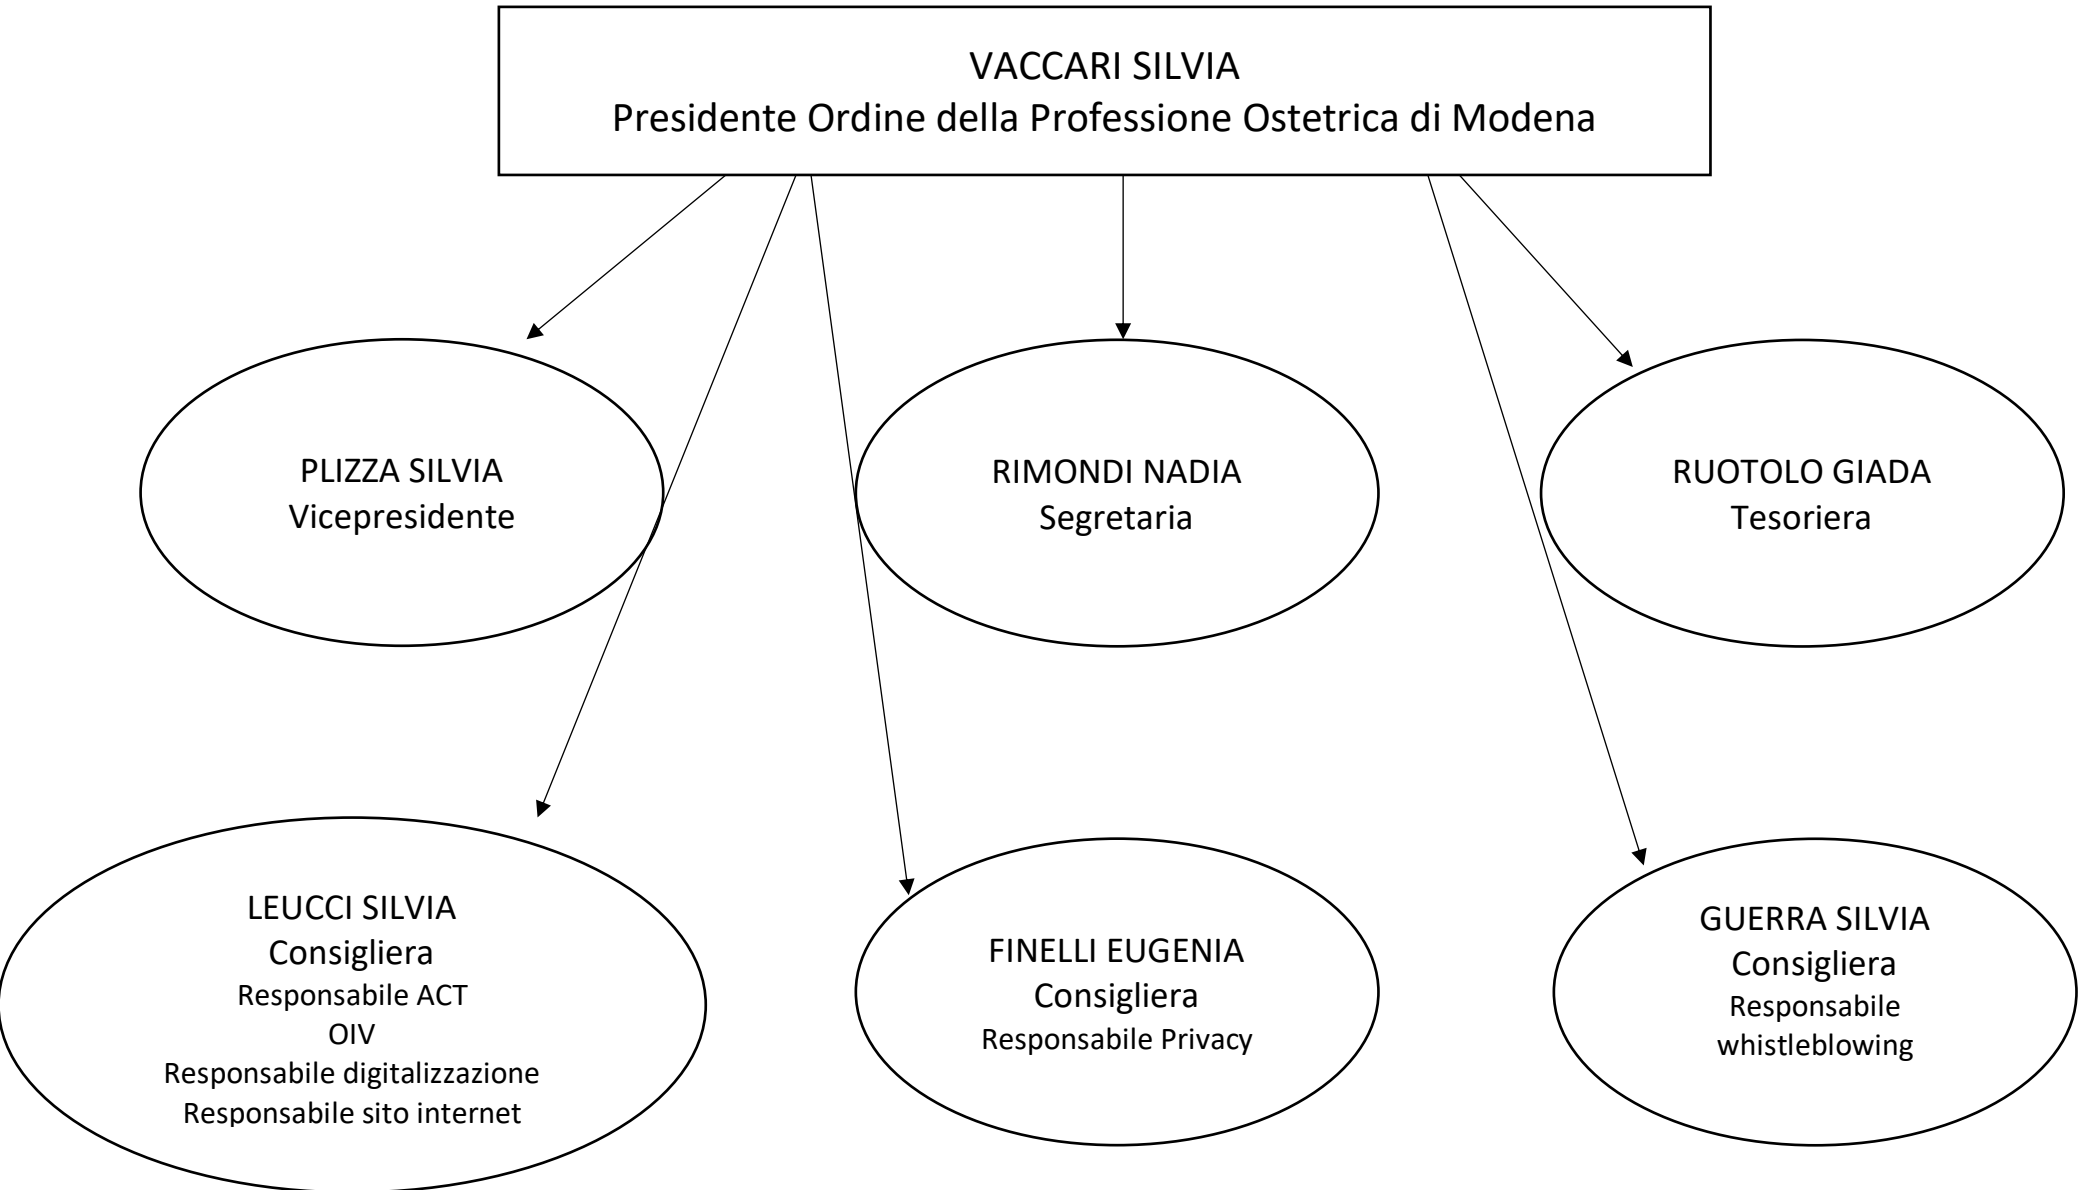 VACCARI SILVIA
Presidente Ordine della Professione Ostetrica di Modena
PLIZZA SILVIA
Vicepresidente
RIMONDI NADIA
Segretaria
RUOTOLO GIADA
Tesoriera
LEUCCI SILVIA
Consigliera
Responsabile ACT
OIV
Responsabile digitalizzazione
Responsabile sito internet
FINELLI EUGENIA
Consigliera
Responsabile Privacy
GUERRA SILVIA
Consigliera
Responsabile
whistleblowing